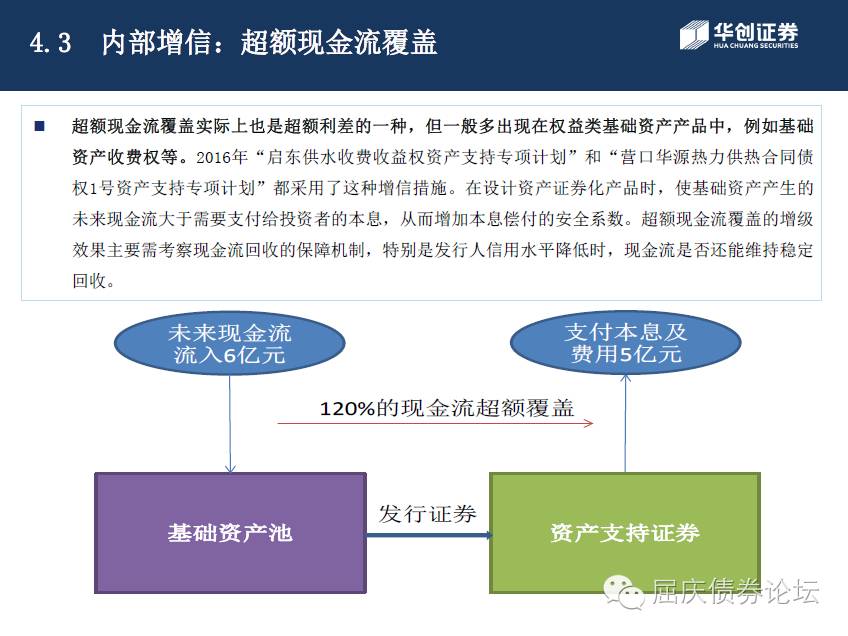 4.3 内部增信：超额现金流覆盖
华创证券
HUA CHUANG SECURITIES
超额现金流覆盖实际上也是超额利差的一种，但一般多出现在权益类基础资产产品中，例如基础
资产收费权等。2016年“启东供水收费收益权资产支持专项计划”和“营口华源热力供热合同债
权1号资产支持专项计划”都采用了这种增信措施。在设计资产证券化产品时，使基础资产产生的
未来现金流大于需要支付给投资者的本息，从而增加本息偿付的安全系数。超额现金流覆盖的增级
效果主要需考察现金流回收的保障机制，特别是发行人信用水平降低时，现金流是否还能维持稳定
回收。
未来现金流
流入6亿元
支付本息及
费用5亿元
120%的现金流超额覆盖
基础资产池
发行证券
资产支持证券
屈庆债券论坛